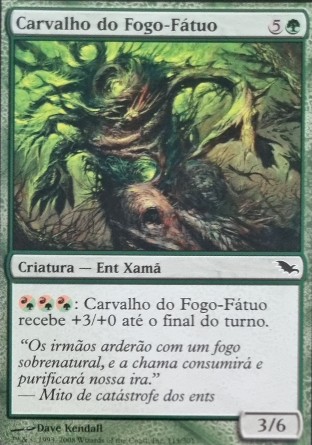 Carvalho do Fogo-Fátuo 5
Criatura — Ent Xamã
: Carvalho do Fogo-Fátuo
recebe +3/+0 até o final do turno.
“Os irmãos arderão com um fogo
sobrenatural, e a chama consumirá e
purificará nossa ira.”
— Mito de catástrofe dos ents
Dave Kendall
3/6